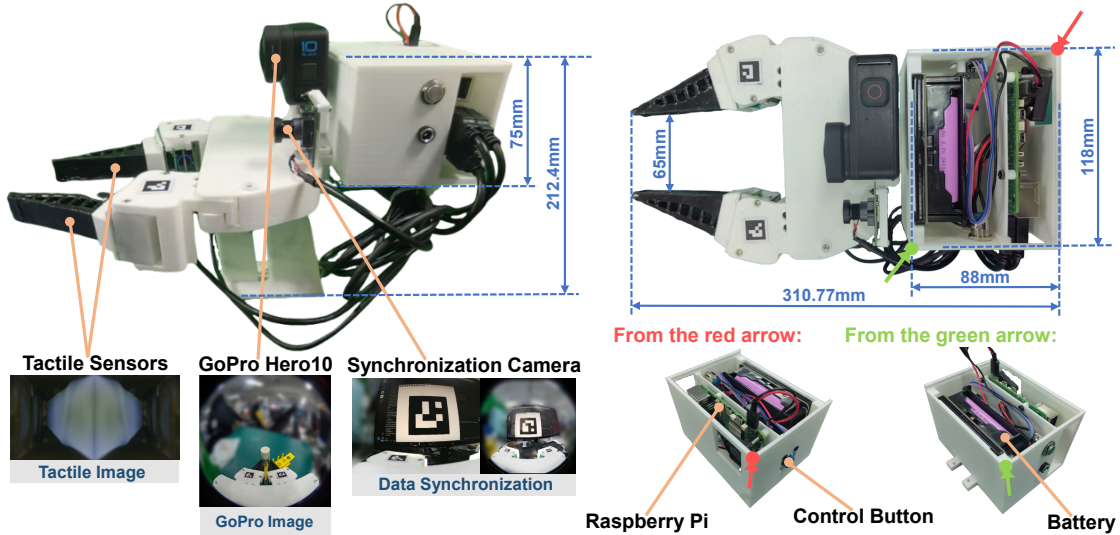 10
75mm
212.4mm
65mm
118mm
88mm
310.77mm
From the red arrow:
From the green arrow:
Tactile Sensors
GoPro Hero10
Synchronization Camera
Tactile Image
GoPro Image
Data Synchronization
Raspberry Pi
Control Button
Battery